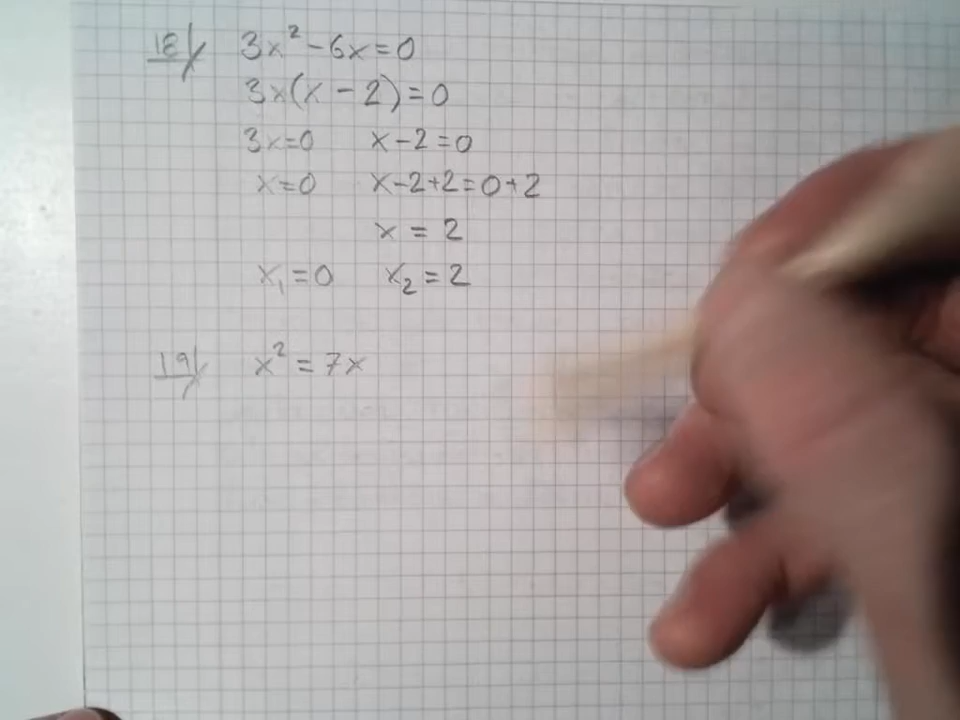 18/ 3x² - 6x = 0
3x(x - 2) = 0
3x = 0 x - 2 = 0
x = 0 x - 2 + 2 = 0 + 2
x = 2
x₁ = 0 x₂ = 2
19/ x² = 7x